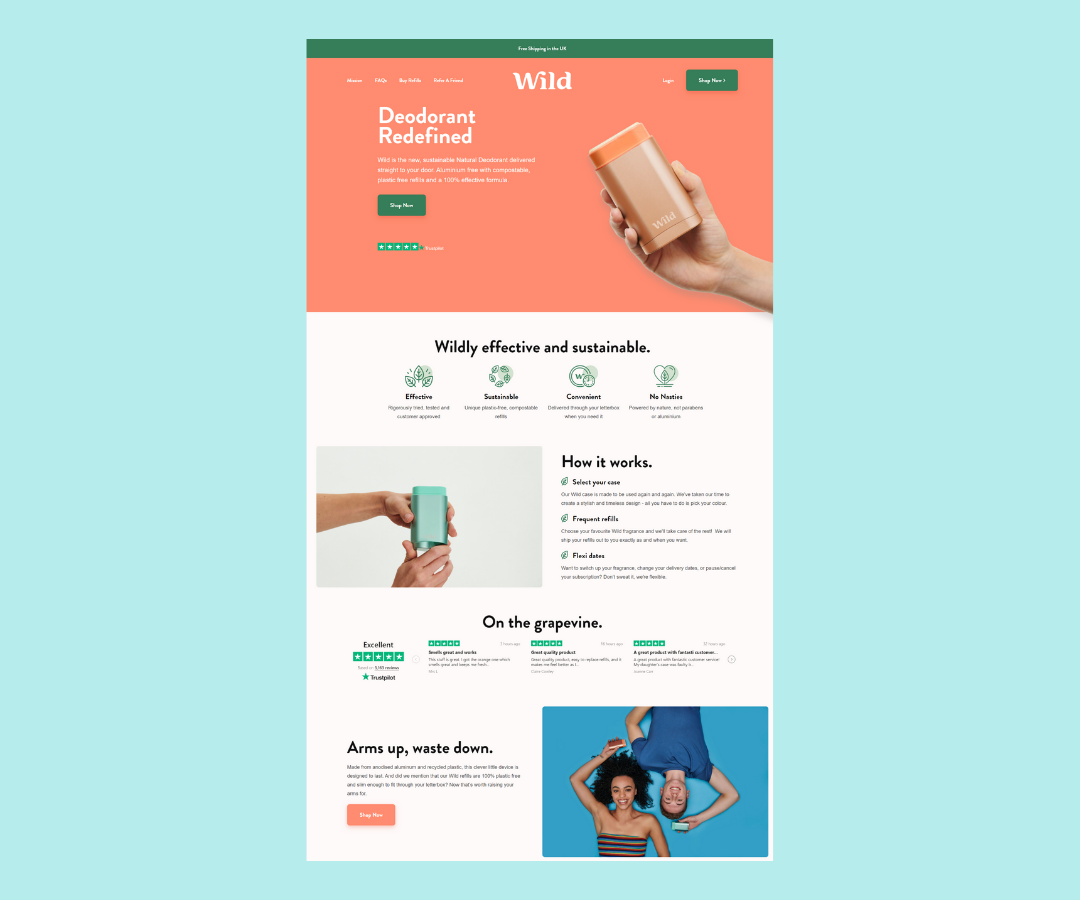 Free Shipping in the UK
Mission FAQs Buy Refills Refer A Friend
Wild
Login
Shop Now >
Deodorant
Redefined
Wild is the new, sustainable Natural Deodorant delivered
straight to your door. Aluminium free with compostable,
plastic free refills and a 100% effective formula
Shop Now
Trustpilot
Wild
Wildly effective and sustainable.
Effective
Rigorously tried, tested and
customer approved
Sustainable
Unique plastic-free, compostable
refills
Convenient
Delivered through your letterbox
when you need it
No Nasties
Powered by nature, not parabens
or aluminium
How it works.
Select your case
Our Wild case is made to be used again and again. We've taken our time to
create a stylish and timeless design - all you have to do is pick your colour.
Frequent refills
Choose your favourite Wild fragrance and we'll take care of the rest! We will
ship your refills out to you exactly as and when you want.
Flexi dates
Want to switch up your fragrance, change your delivery dates, or pause/cancel
your subscription? Don't sweat it, we're flexible.
On the grapevine.
Excellent
Based on 5,199 reviews
Trustpilot
hours ago
Smells great and works
This stuff is great. I got the orange one which
smells great and keeps me fresh.
hours ago
Great quality product
Great quality product, easy to replace refills, and it
makes me feel better as I...
hours ago
A great product with fantastic customer...
A great product with fantastic customer service!
My daughter's case was faulty
Arms up, waste down.
Made from anodised aluminum and recycled plastic, this clever little device is
designed to last. And did we mention that our Wild refills are 100% plastic free
and slim enough to fit through your letterbox? Now that's worth raising your
arms for.
Shop Now